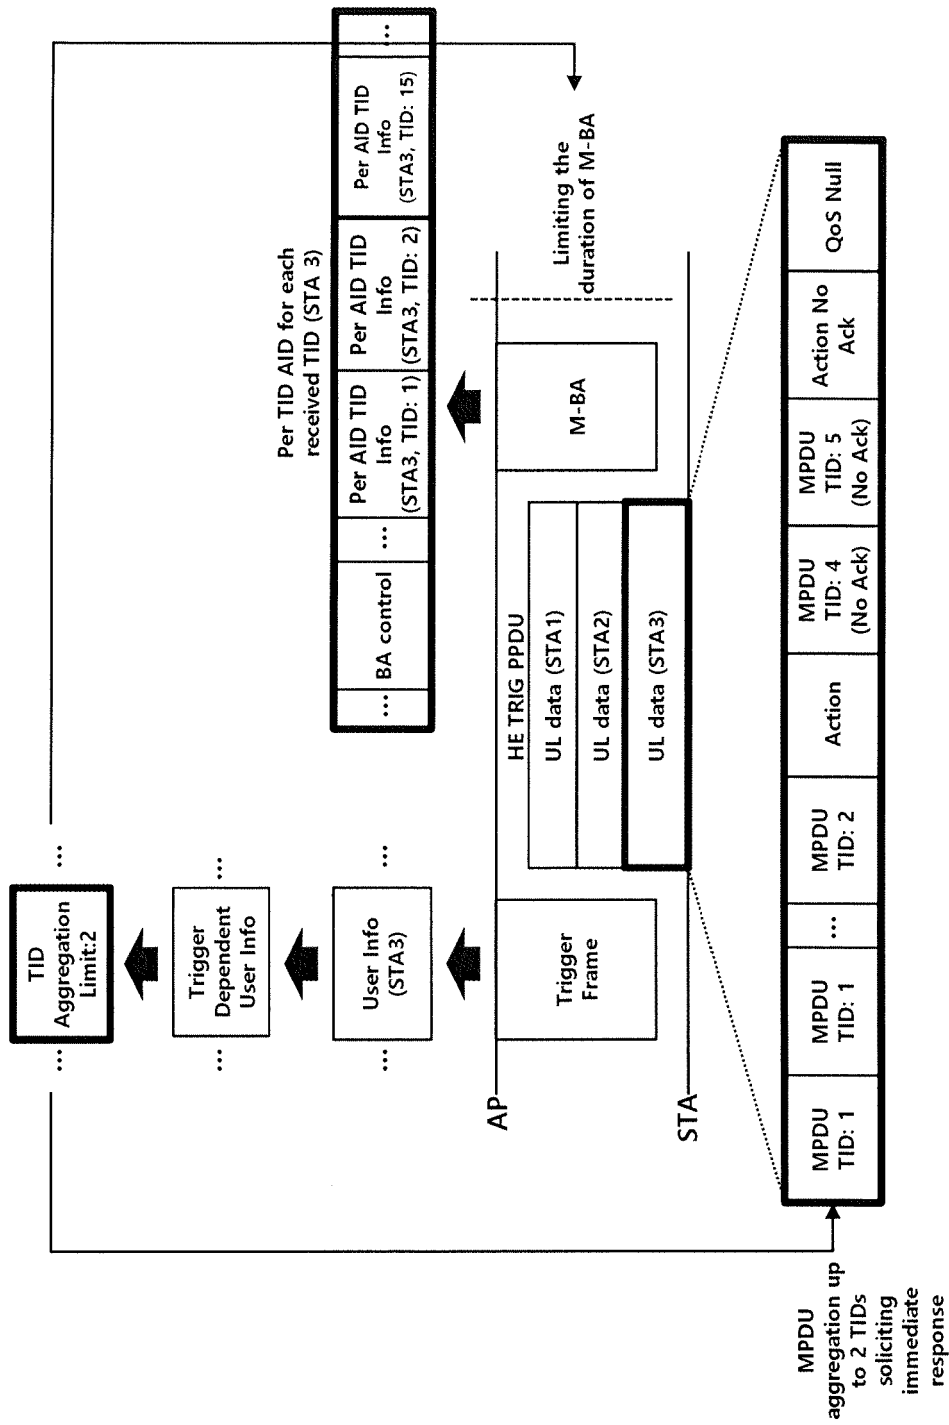 ...
TID
Aggregation
Limit:2
...
...
Trigger
Dependent
User Info
...
...
User Info
(STA3)
...
Per TID AID for each
received TID (STA 3)
...
BA control
...
Per AID TID
Info
(STA3, TID: 1)
Per AID TID
Info
(STA3, TID: 2)
Per AID TID
Info
(STA3, TID: 15)
...
AP
Trigger
Frame
HE TRIG PPDU
UL data (STA1)
UL data (STA2)
UL data (STA3)
M-BA
Limiting the
duration of M-BA
STA
MPDU
aggregation up
to 2 TIDs
soliciting
immediate
response
MPDU
TID: 1
MPDU
TID: 1
...
MPDU
TID: 2
Action
MPDU
TID: 4
(No Ack)
MPDU
TID: 5
(No Ack)
Action No
Ack
QoS Null